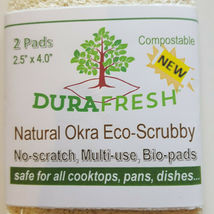 2 Pads
2.5" x 4.0"
Compostable
NEW
DURAFRESH®
Natural Okra Eco-Scrubby
No-scratch, Multi-use, Bio-pads
safe for all cooktops, pans, dishes...